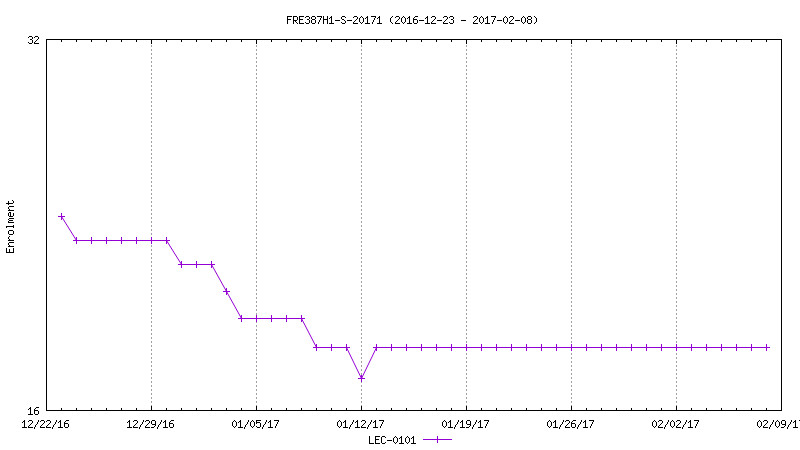 FRE387H1-S-20171 (2016-12-23 - 2017-02-08)
32
Enrolment
16
12/22/16 12/29/16 01/05/17 01/12/17 01/19/17 01/26/17 02/02/17 02/09/1
LEC-0101